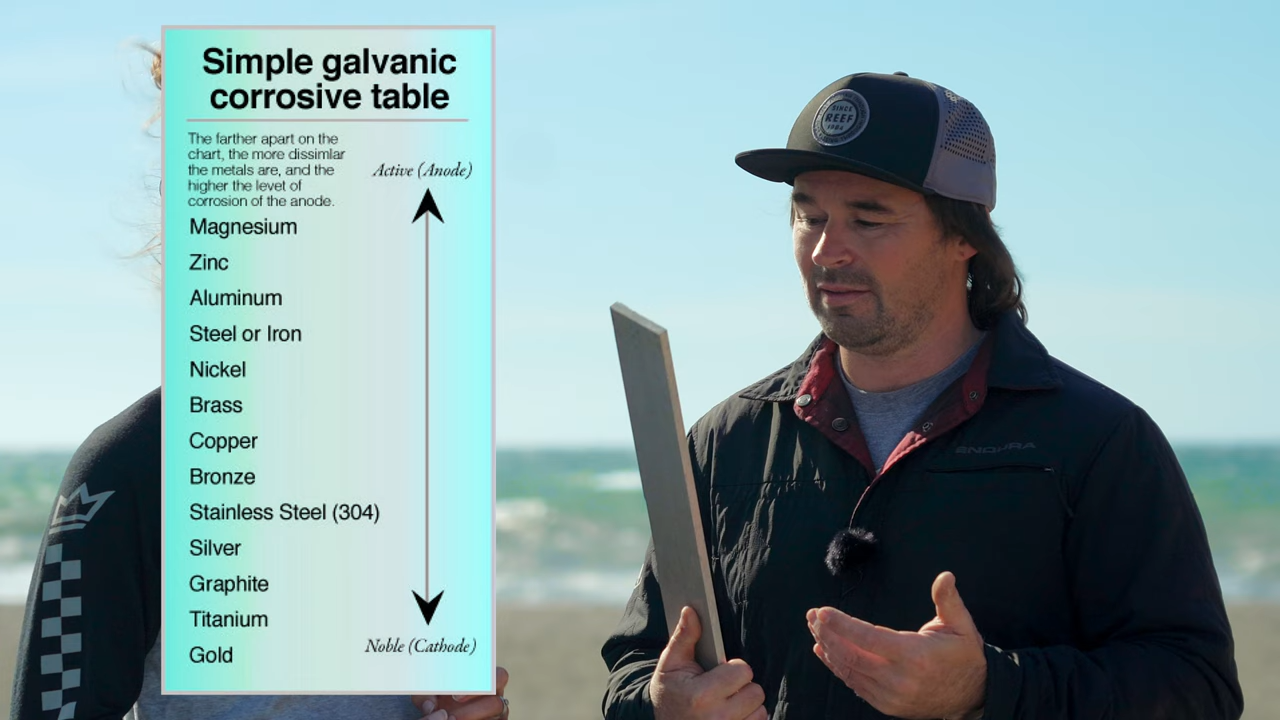 Simple galvanic
corrosive table
The farther apart on the
chart, the more dissimlar
the metals are, and the
higher the level of
corrosion of the anode.
Active (Anode)
Magnesium
Zinc
Aluminum
Steel or Iron
Nickel
Brass
Copper
Bronze
Stainless Steel (304)
Silver
Graphite
Titanium
Gold
Noble (Cathode)
SINCE
REEF
1984
ENDURA